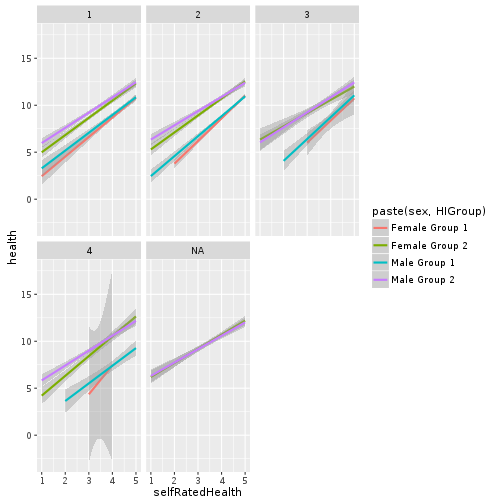 1
2
3
15
10
5
0
health
4
NA
15
10
5
0
1 2 3 4 5
1 2 3 4 5
selfRatedHealth
paste(sex, HIGroup)
Female Group 1
Female Group 2
Male Group 1
Male Group 2